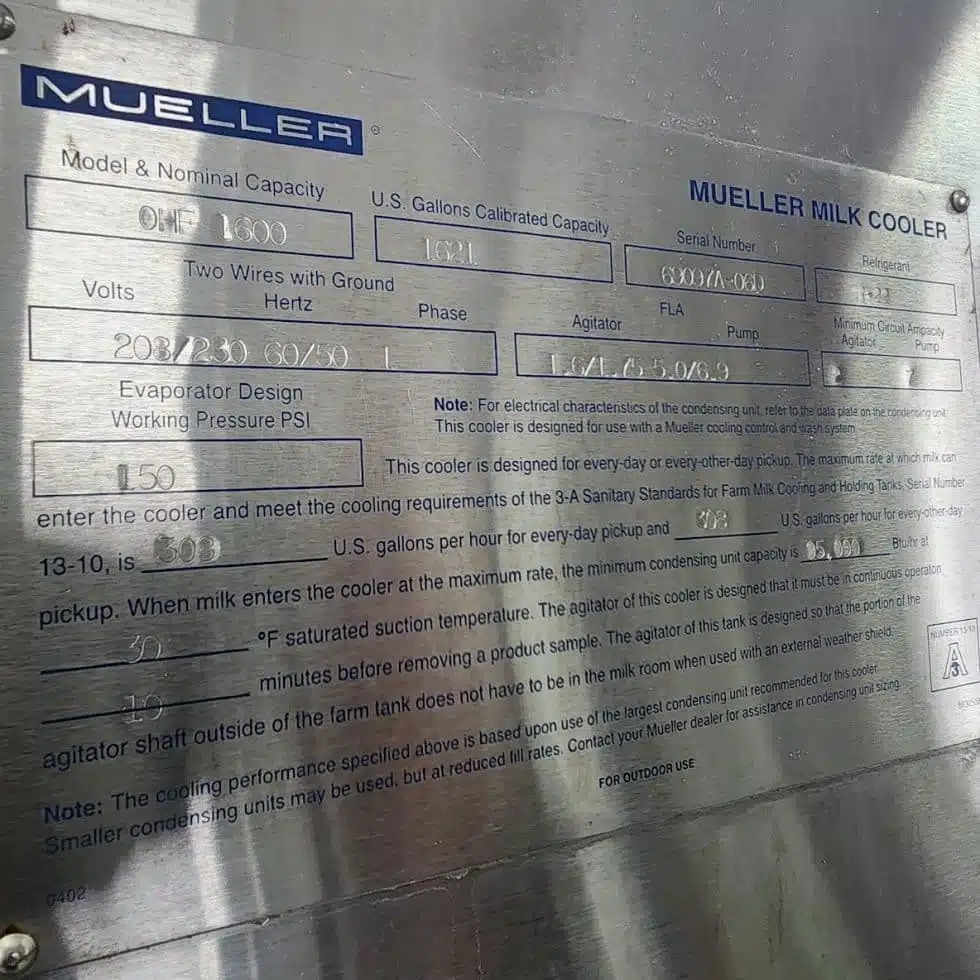 MUELLER ®
MUELLER MILK COOLER
Model & Nominal Capacity
OHF 1600
U.S. Gallons Calibrated Capacity
1621
Serial Number
Refrigerant
Two Wires with Ground
Volts Hertz Phase
208/230 60/50 1
FLA
Agitator Pump
1.6/1.75 5.0/6.9
Minimum Circuit Ampacity
Agitator Pump
Evaporator Design
Working Pressure PSI
150
Note: For electrical characteristics of the condensing unit, refer to the data plate on the condensing unit.
This cooler is designed for use with a Mueller cooling control and wash system.
This cooler is designed for every-day or every-other-day pickup. The maximum rate at which milk can
enter the cooler and meet the cooling requirements of the 3-A Sanitary Standards for Farm Milk Cooling and Holding Tanks, Serial Number
13-10, is 308 U.S. gallons per hour for every-day pickup and 308 U.S. gallons per hour for every-other-day
pickup. When milk enters the cooler at the maximum rate, the minimum condensing unit capacity is Btu/hr at
30 °F saturated suction temperature. The agitator of this cooler is designed that it must be in continuous operation
10 minutes before removing a product sample. The agitator of this tank is designed so that the portion of the
agitator shaft outside of the farm tank does not have to be in the milk room when used with an external weather shield.
Note: The cooling performance specified above is based upon use of the largest condensing unit recommended for this cooler.
Smaller condensing units may be used, but at reduced fill rates. Contact your Mueller dealer for assistance in condensing unit sizing.
FOR OUTDOOR USE
NUMBER 13-10
A
3
0402